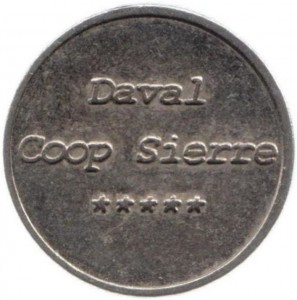 Daval
Coop Sierre
*****